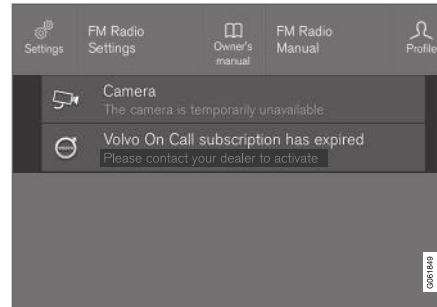 FM Radio
Settings
Settings
Owner's
manual
FM Radio
Manual
Profile
Camera
The camera is temporarily unavailable
Volvo On Call subscription has expired
Please contact your dealer to activate
G061849